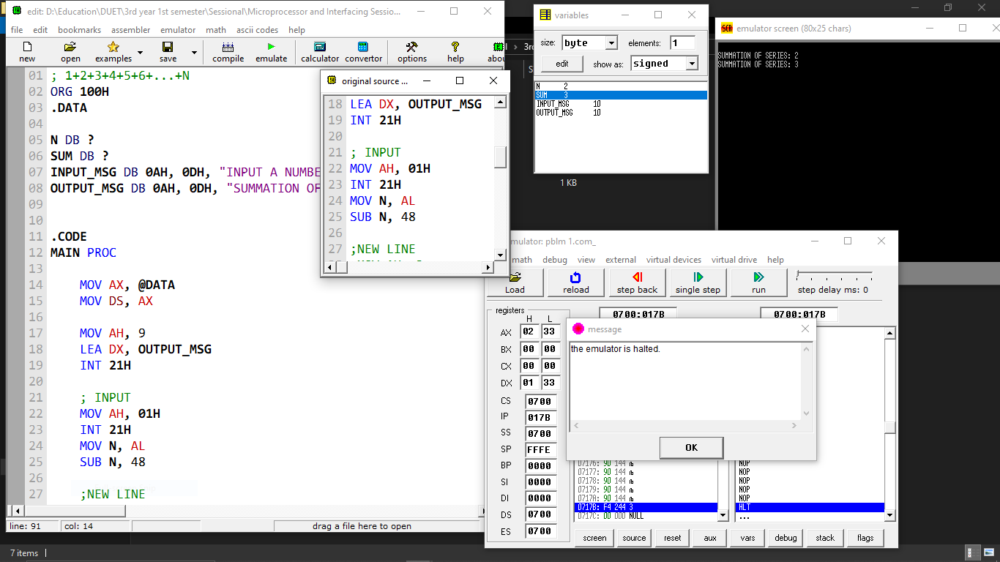 edit: D:\Education\DUET\3rd year 1st semester\Sessional\Microprocessor and Interfacing Sessio...
file edit bookmarks assembler emulator math ascii codes help
new open examples save compile emulate calculator convertor options help abou
01 ; 1+2+3+4+5+6+...+N
02 ORG 100H
03 .DATA
04
05 N DB ?
06 SUM DB ?
07 INPUT_MSG DB 0AH, 0DH, "INPUT A NUMBE
08 OUTPUT_MSG DB 0AH, 0DH, "SUMMATION OF
09
10
11 .CODE
12 MAIN PROC
13
14 MOV AX, @DATA
15 MOV DS, AX
16
17 MOV AH, 9
18 LEA DX, OUTPUT_MSG
19 INT 21H
20
21 ; INPUT
22 MOV AH, 01H
23 INT 21H
24 MOV N, AL
25 SUB N, 48
26
27 ;NEW LINE
line: 91 col: 14 drag a file here to open
7 items
original source ...
18 LEA DX, OUTPUT_MSG
19 INT 21H
20
21 ; INPUT
22 MOV AH, 01H
23 INT 21H
24 MOV N, AL
25 SUB N, 48
26
27 ;NEW LINE
variables
size: byte elements: 1
edit show as: signed
N 2
SUM 3
INPUT_MSG 10
OUTPUT_MSG 10
1 KB
emulator screen (80x25 chars)
SUMMATION OF SERIES: 2
SUMMATION OF SERIES: 3
mulator: pblm 1.com_
math debug view external virtual devices virtual drive help
Load reload step back single step run step delay ms: 0
registers
H L
0700:017B 0700:017B
AX 02 33
BX 00 00
CX 00 00
DX 01 33
CS 0700
IP 017B
SS 0700
SP FFFE
BP 0000
SI 0000
DI 0000
DS 0700
ES 0700
message
the emulator is halted.
OK
07176: 90 144 NOP
07177: 90 144 NOP
07178: 90 144 NOP
07179: 90 144 NOP
0717A: 90 144 NOP
0717B: F4 244 HLT
0717C: 00 000 NULL ...
screen source reset aux vars debug stack flags